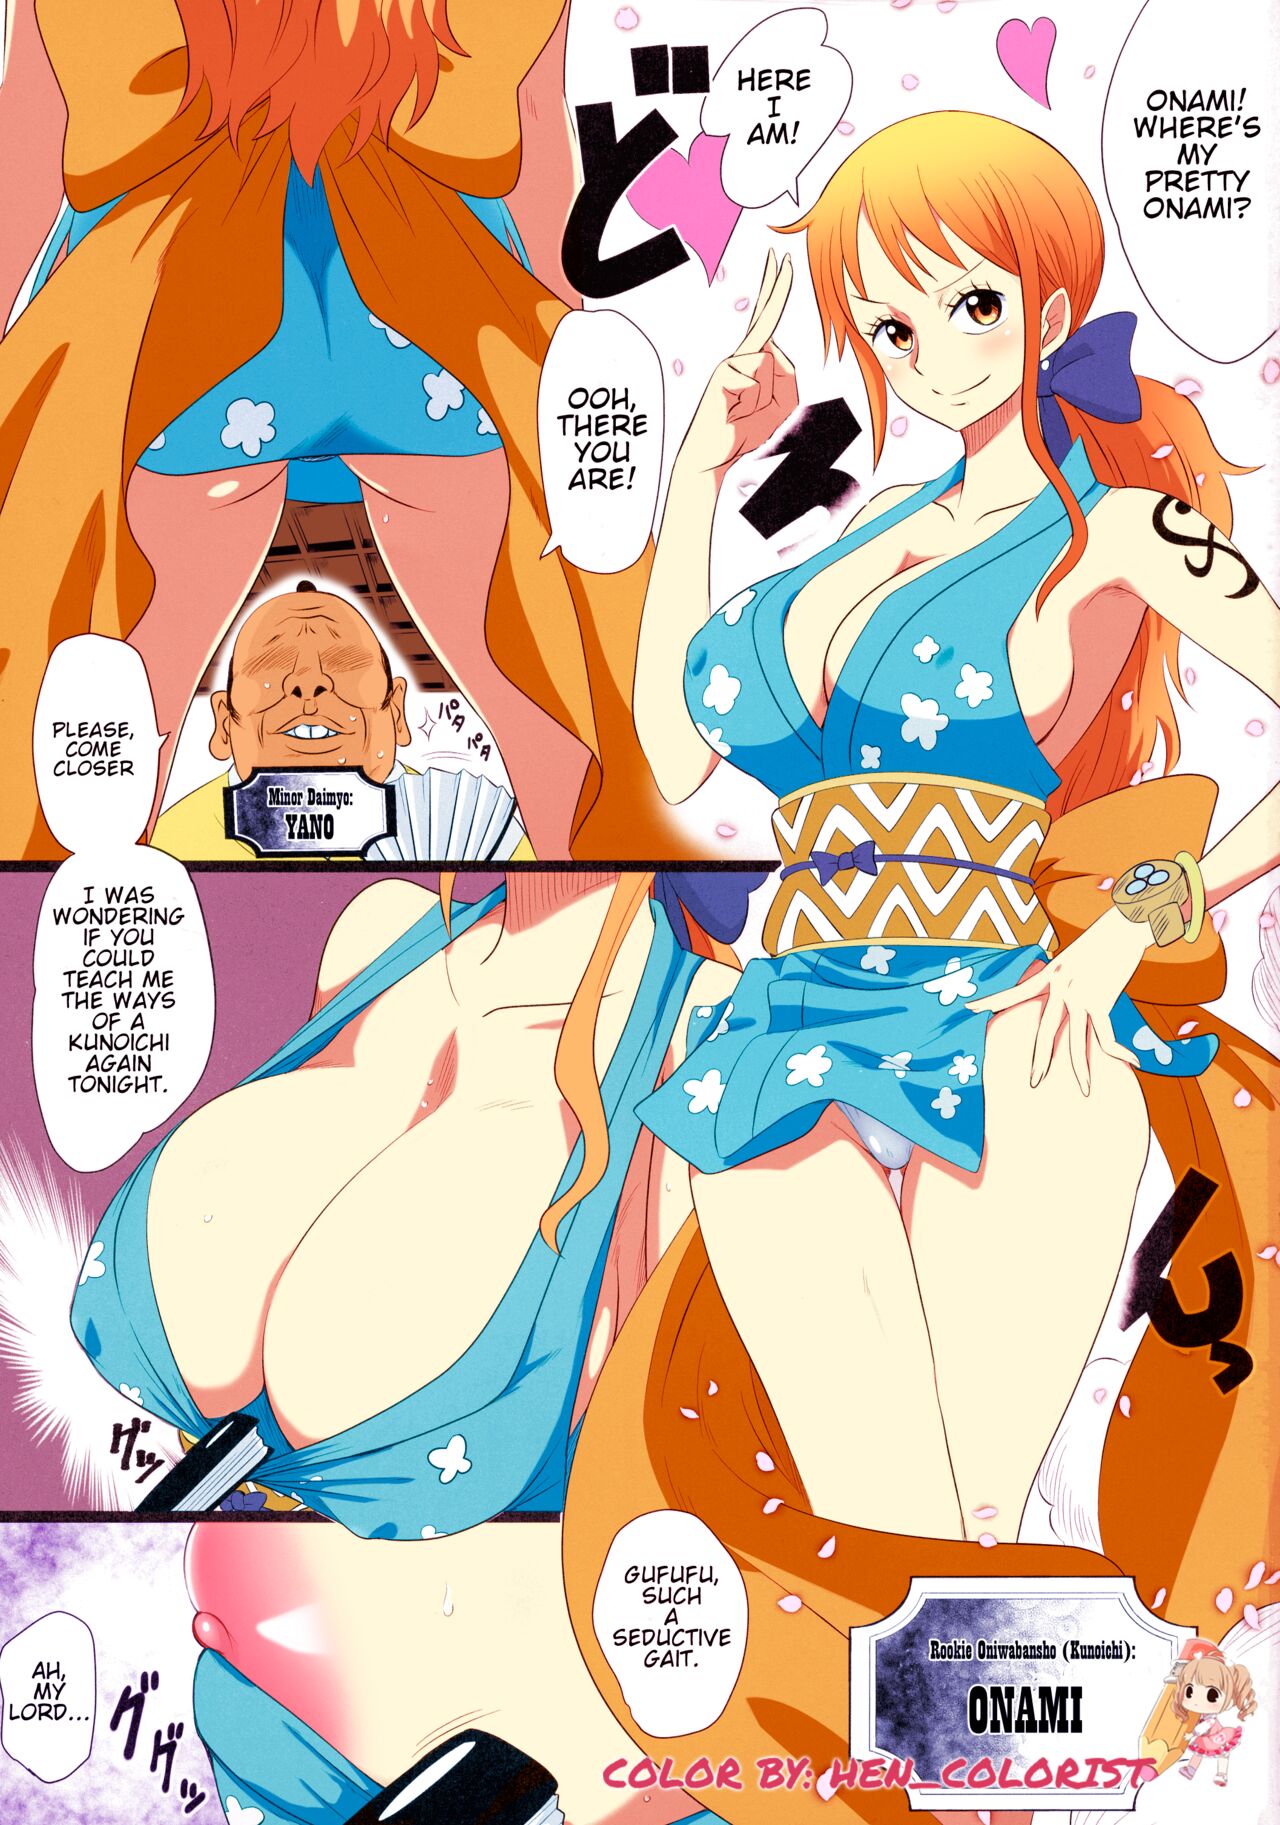 ONAMI!
WHERE'S
MY
PRETTY
ONAMI?
HERE
I
AM!
ど
ろ
んっ
OOH,
THERE
YOU
ARE!
PLEASE,
COME
CLOSER
パタ
パタ
Minor Daimyo:
YANO
I WAS
WONDERING
IF YOU
COULD
TEACH ME
THE WAYS
OF A
KUNOICHI
AGAIN
TONIGHT.
グッ
GUFUFU,
SUCH
A
SEDUCTIVE
GAIT.
AH,
MY
LORD...
グ
グッ
Rookie Oniwabansho (Kunoichi):
ONAMI
COLOR BY: HEN_COLORIST